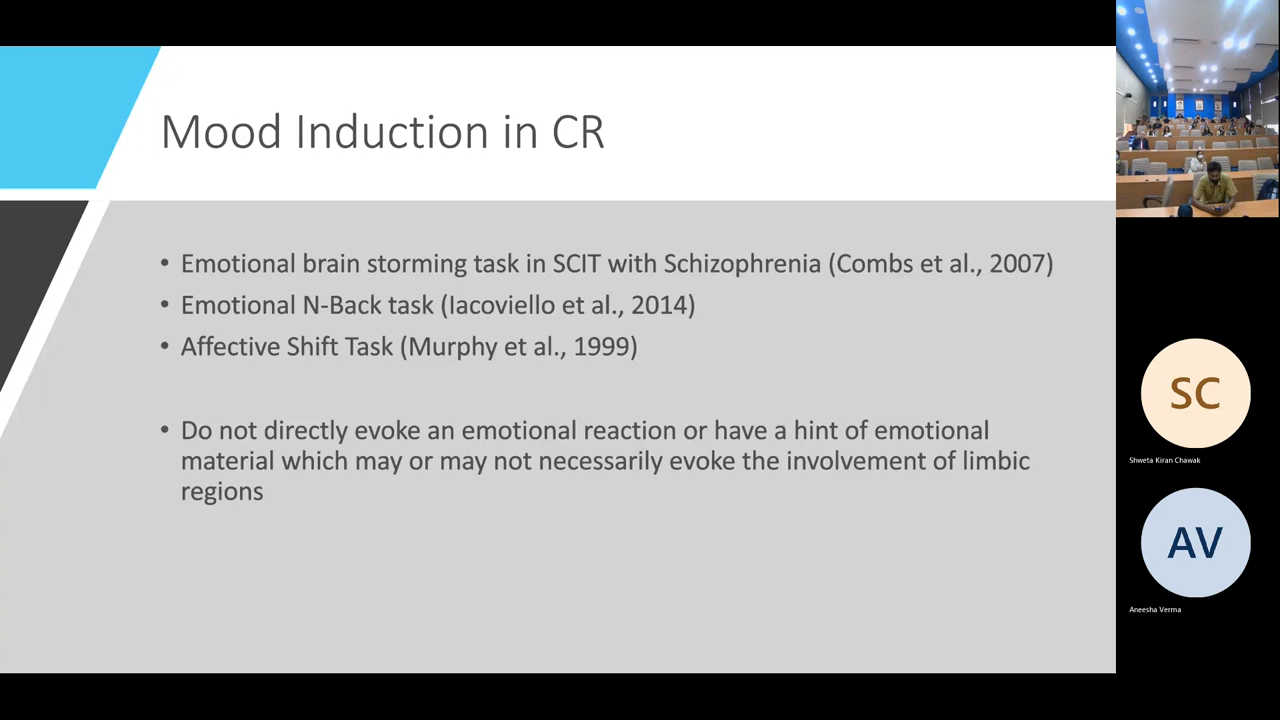 Mood Induction in CR
• Emotional brain storming task in SCIT with Schizophrenia (Combs et al., 2007)
• Emotional N-Back task (Iacoviello et al., 2014)
• Affective Shift Task (Murphy et al., 1999)
• Do not directly evoke an emotional reaction or have a hint of emotional
material which may or may not necessarily evoke the involvement of limbic
regions
SC
Shweta Kiran Chawak
AV
Aneesha Verma